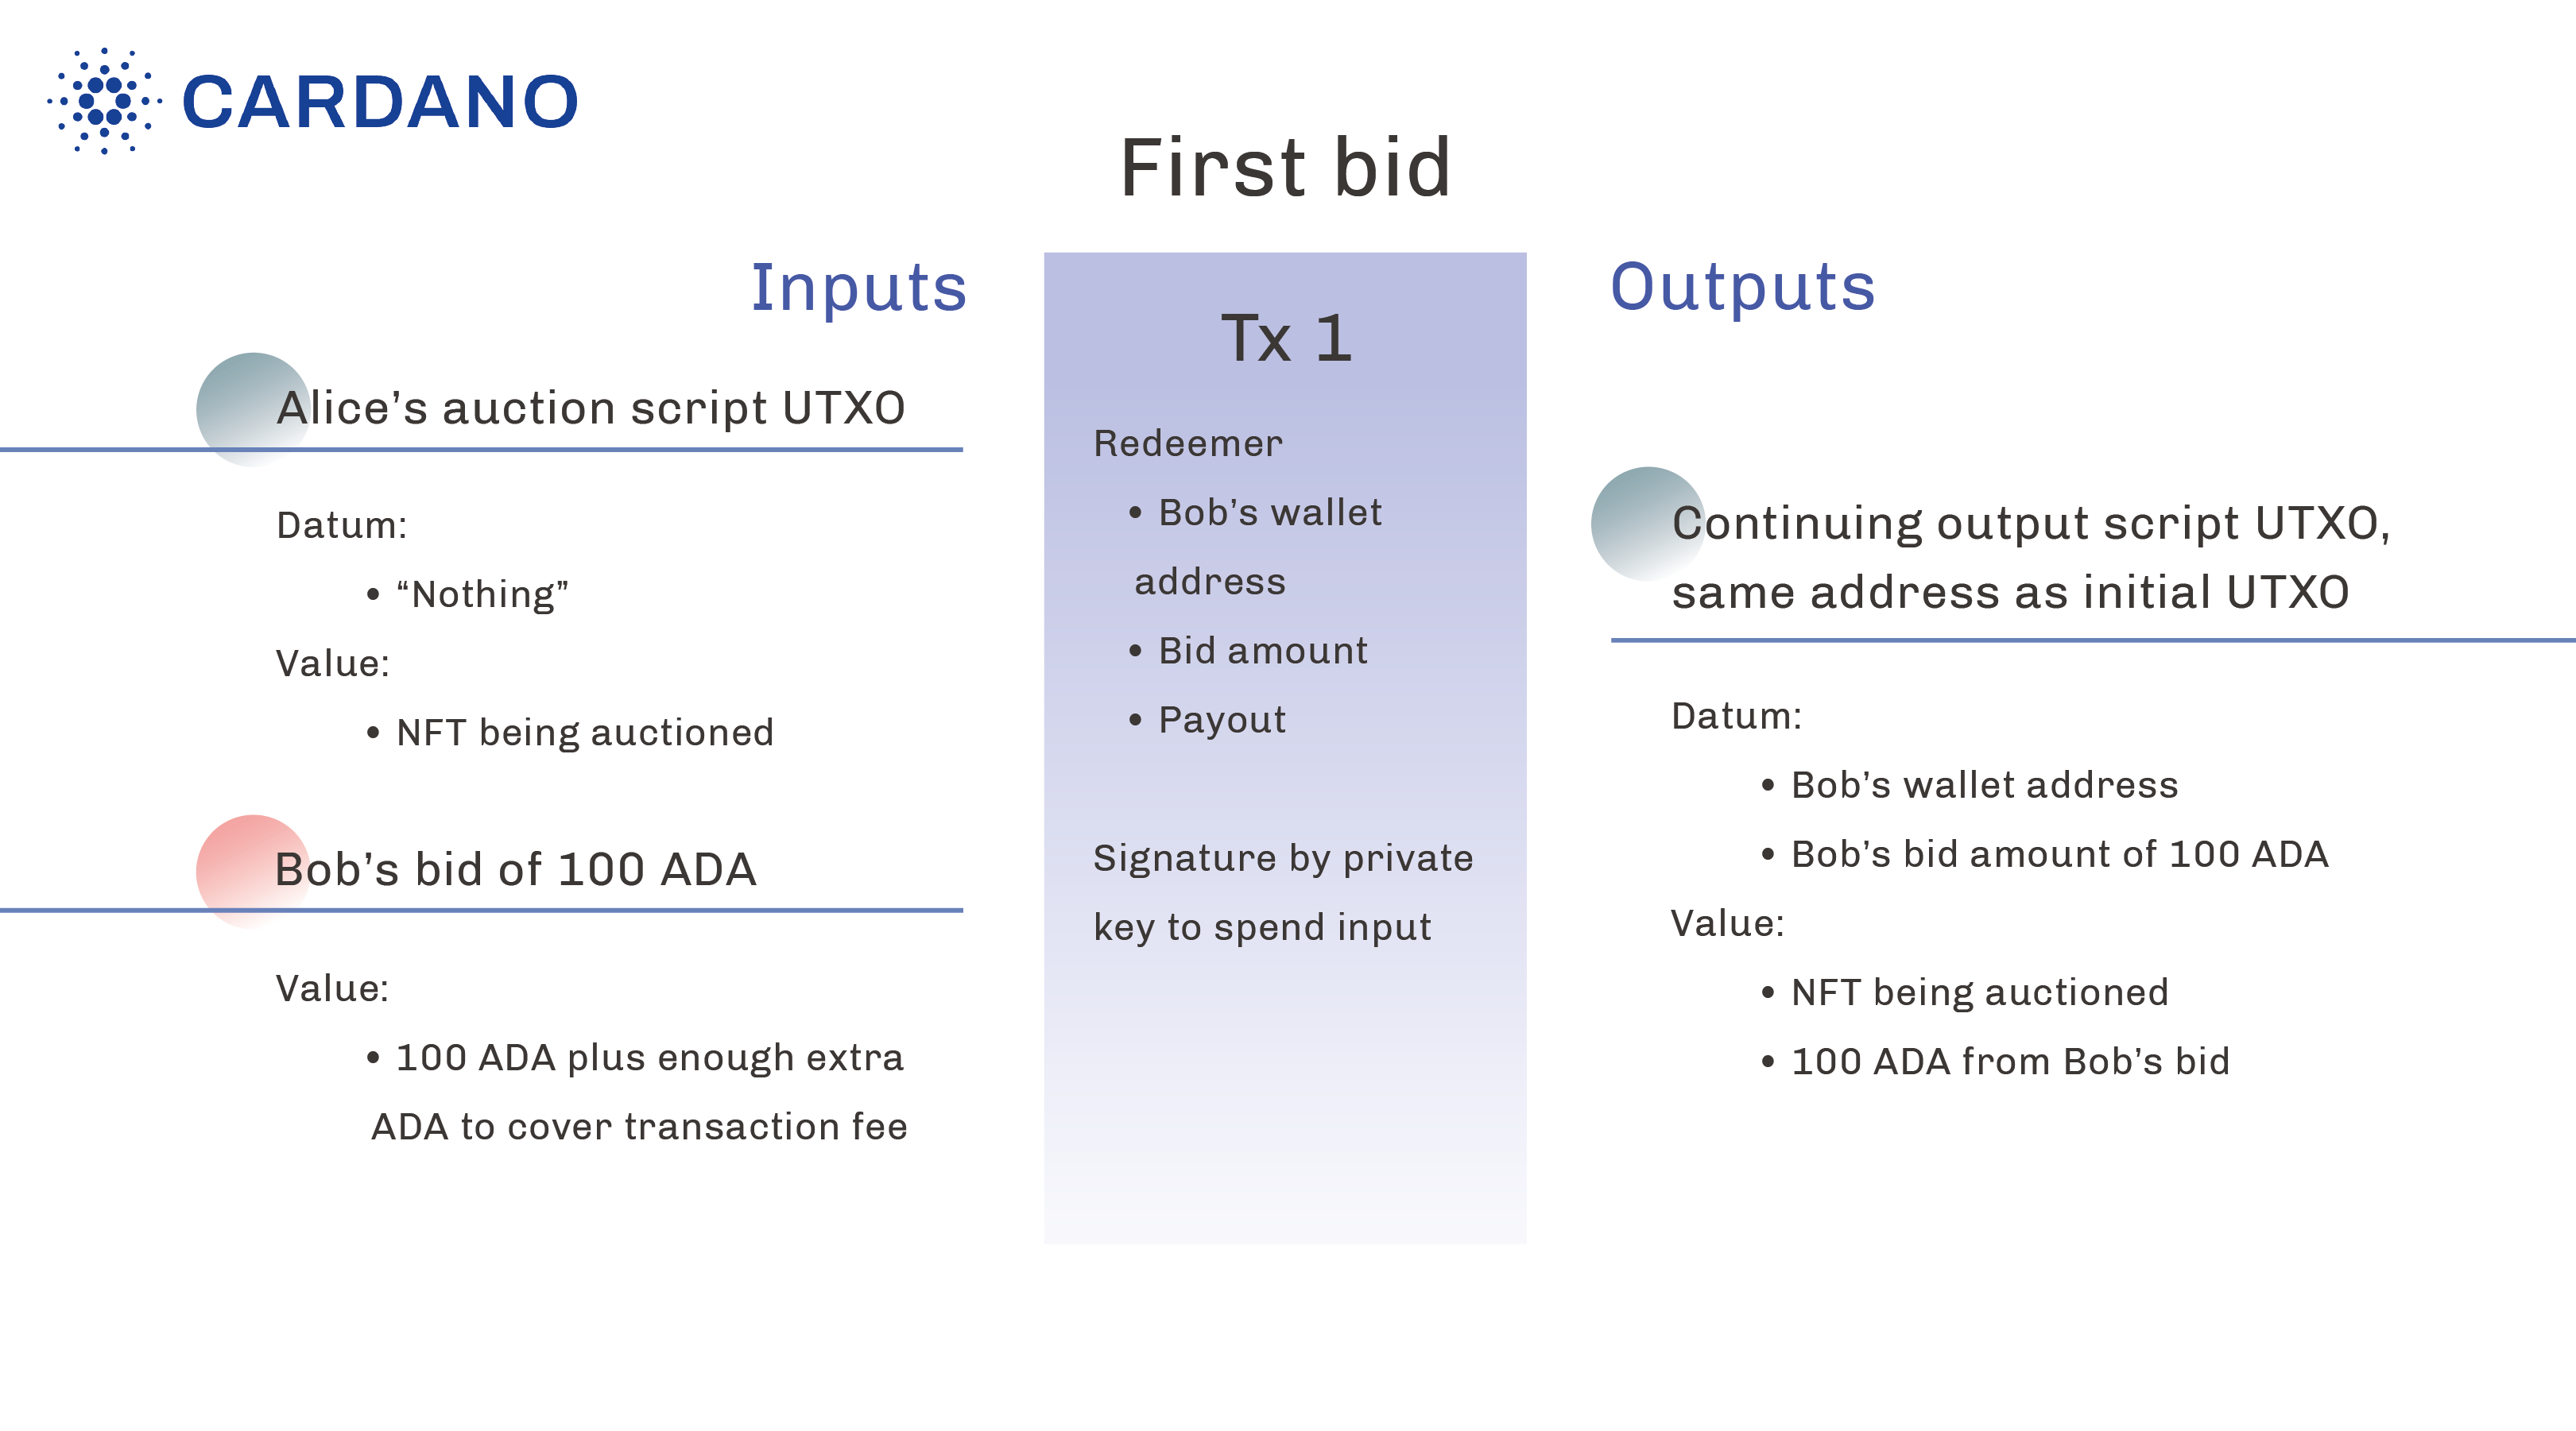 CARDANO
First bid
Inputs
Alice’s auction script UTXO
Datum:
• “Nothing”
Value:
• NFT being auctioned
Bob’s bid of 100 ADA
Value:
• 100 ADA plus enough extra
ADA to cover transaction fee
Tx 1
Redeemer
• Bob’s wallet
address
• Bid amount
• Payout
Signature by private
key to spend input
Outputs
Continuing output script UTXO,
same address as initial UTXO
Datum:
• Bob’s wallet address
• Bob’s bid amount of 100 ADA
Value:
• NFT being auctioned
• 100 ADA from Bob’s bid